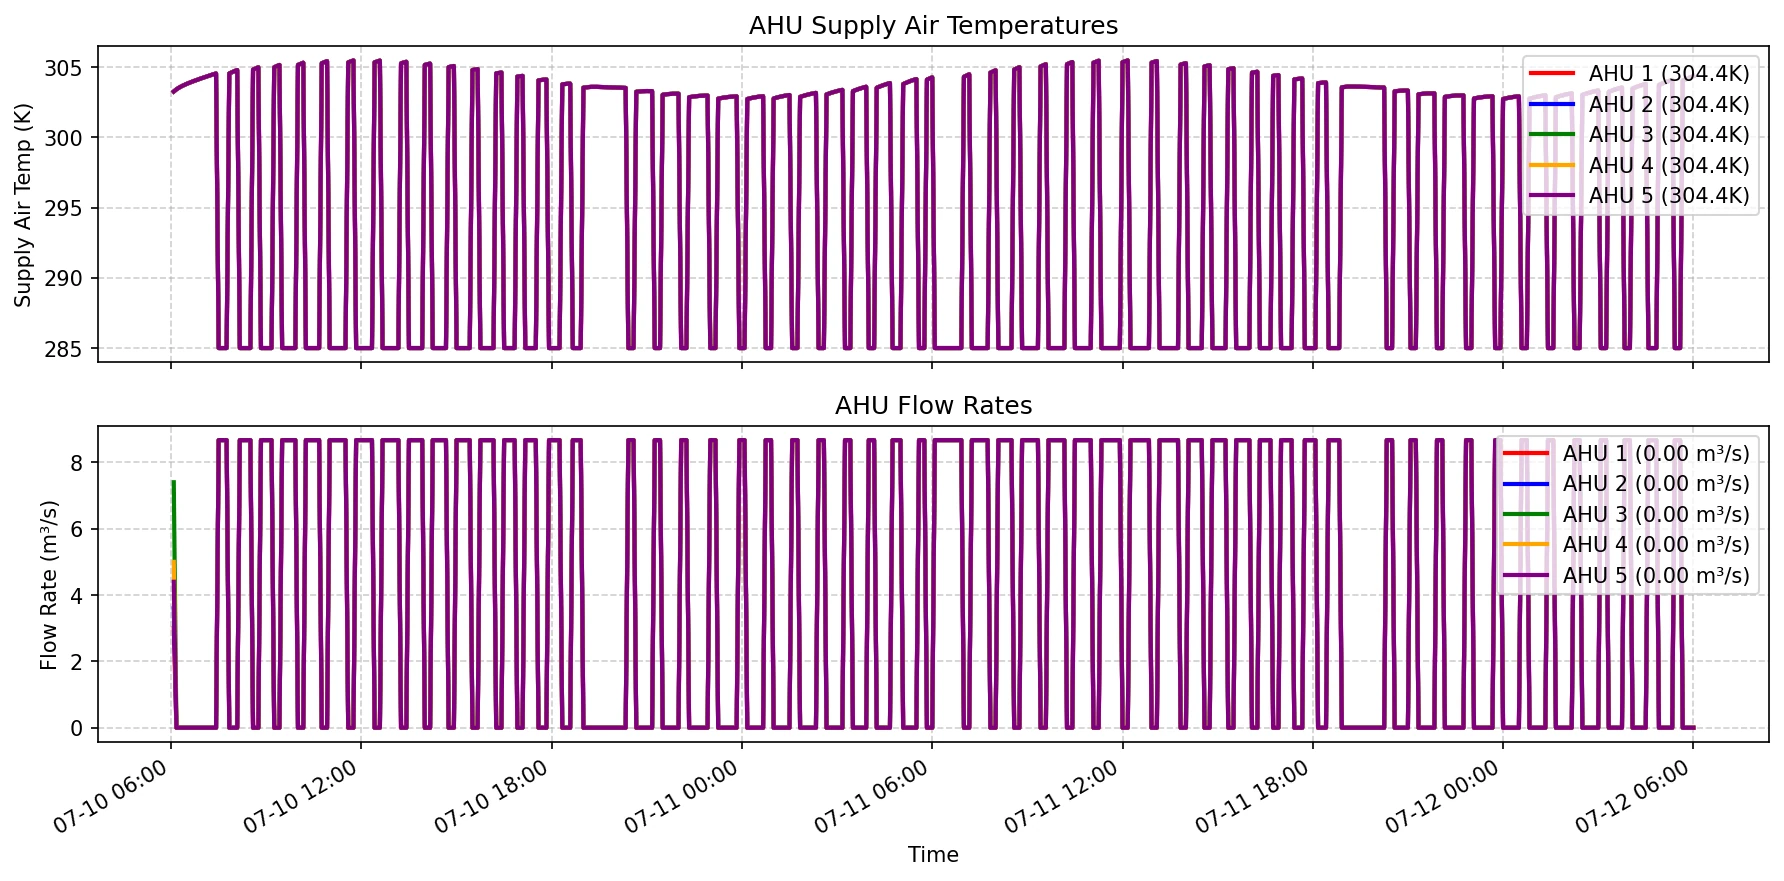 AHU Supply Air Temperatures
Supply Air Temp (K)
305
300
295
290
285
AHU 1 (304.4K)
AHU 2 (304.4K)
AHU 3 (304.4K)
AHU 4 (304.4K)
AHU 5 (304.4K)
AHU Flow Rates
Flow Rate (m³/s)
8
6
4
2
0
AHU 1 (0.00 m³/s)
AHU 2 (0.00 m³/s)
AHU 3 (0.00 m³/s)
AHU 4 (0.00 m³/s)
AHU 5 (0.00 m³/s)
07-10 06:00
07-10 12:00
07-10 18:00
07-11 00:00
07-11 06:00
07-11 12:00
07-11 18:00
07-12 00:00
07-12 06:00
Time